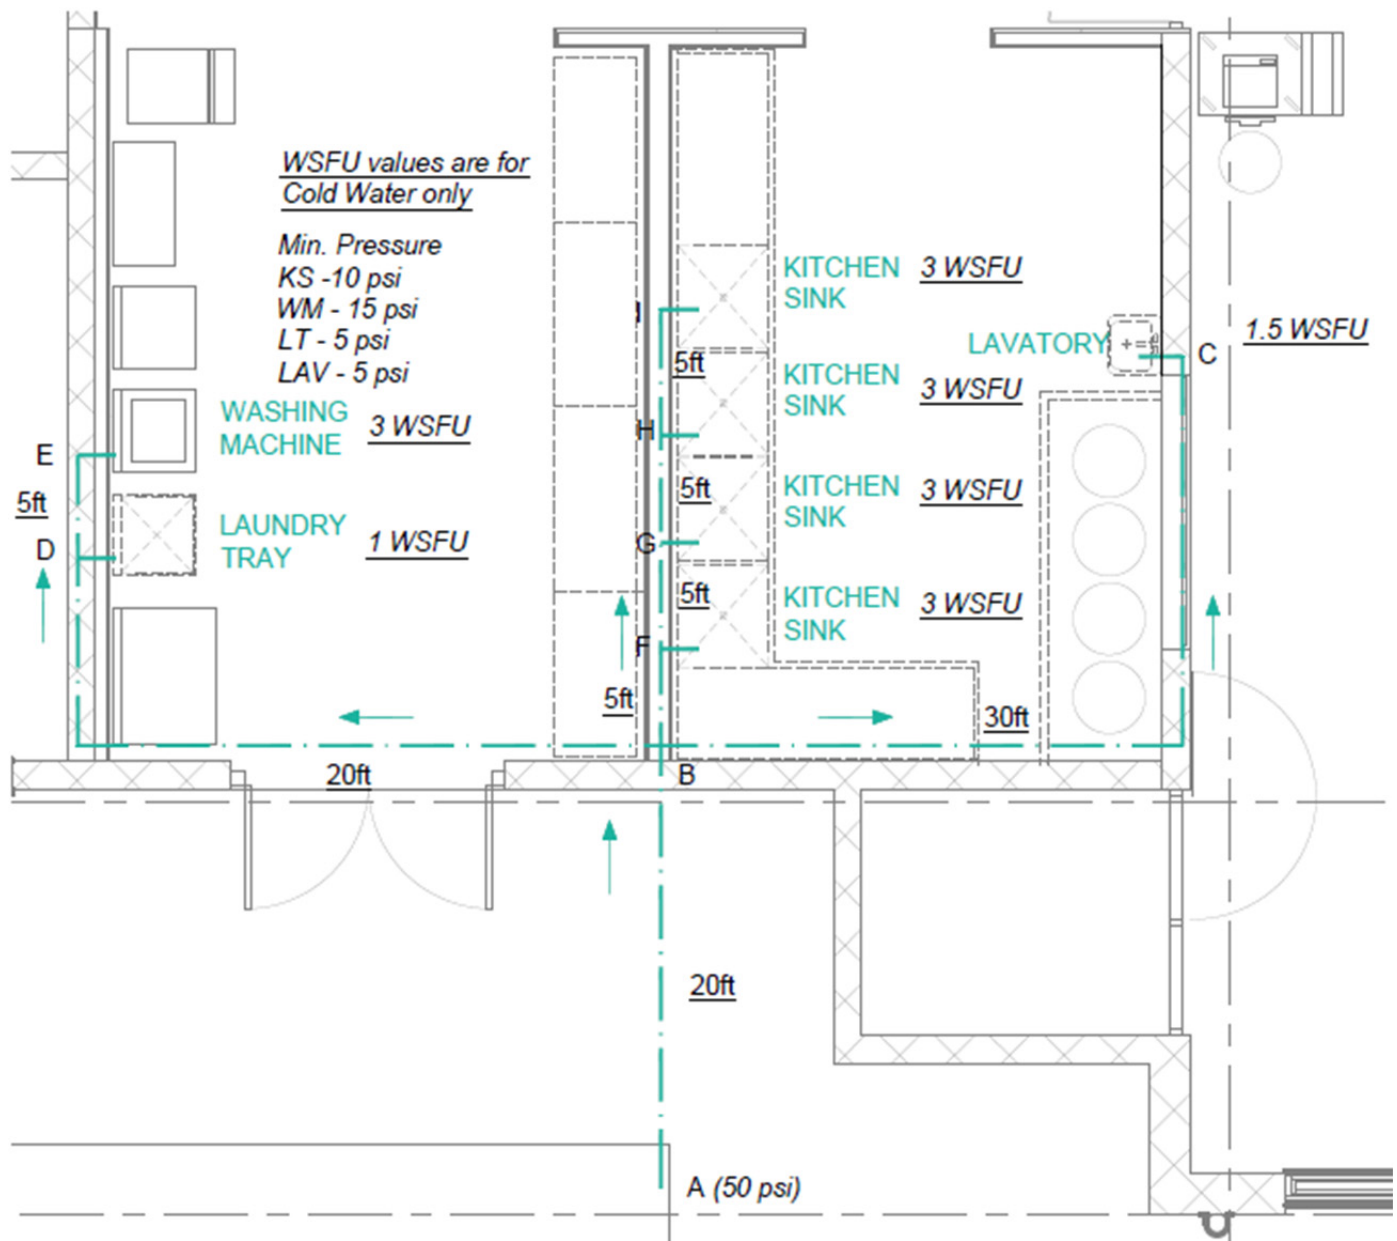 WSFU values are for
Cold Water only
Min. Pressure
KS -10 psi
WM - 15 psi
LT - 5 psi
LAV - 5 psi
KITCHEN
SINK
3 WSFU
I
LAVATORY
C
1.5 WSFU
5ft
KITCHEN
SINK
3 WSFU
WASHING
MACHINE
3 WSFU
H
E
5ft
5ft
KITCHEN
SINK
3 WSFU
LAUNDRY
TRAY
1 WSFU
D
G
5ft
KITCHEN
SINK
3 WSFU
F
5ft
30ft
20ft
B
20ft
A (50 psi)